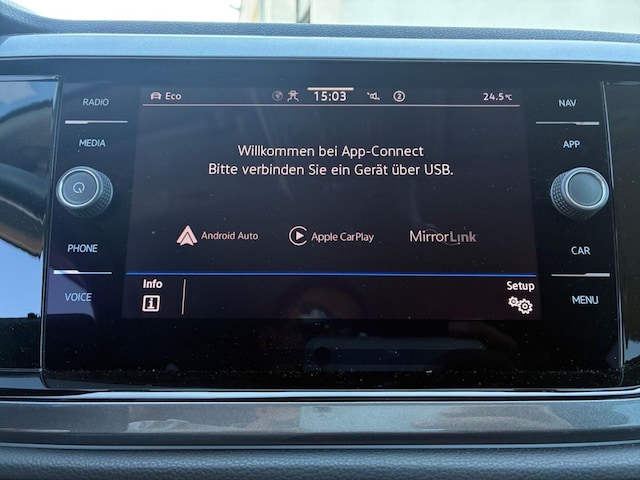 RADIO
MEDIA
PHONE
VOICE
Eco
15:03
2
24.5°C
Willkommen bei App-Connect
Bitte verbinden Sie ein Gerät über USB.
Android Auto
Apple CarPlay
MirrorLink
Info
Setup
NAV
APP
CAR
MENU